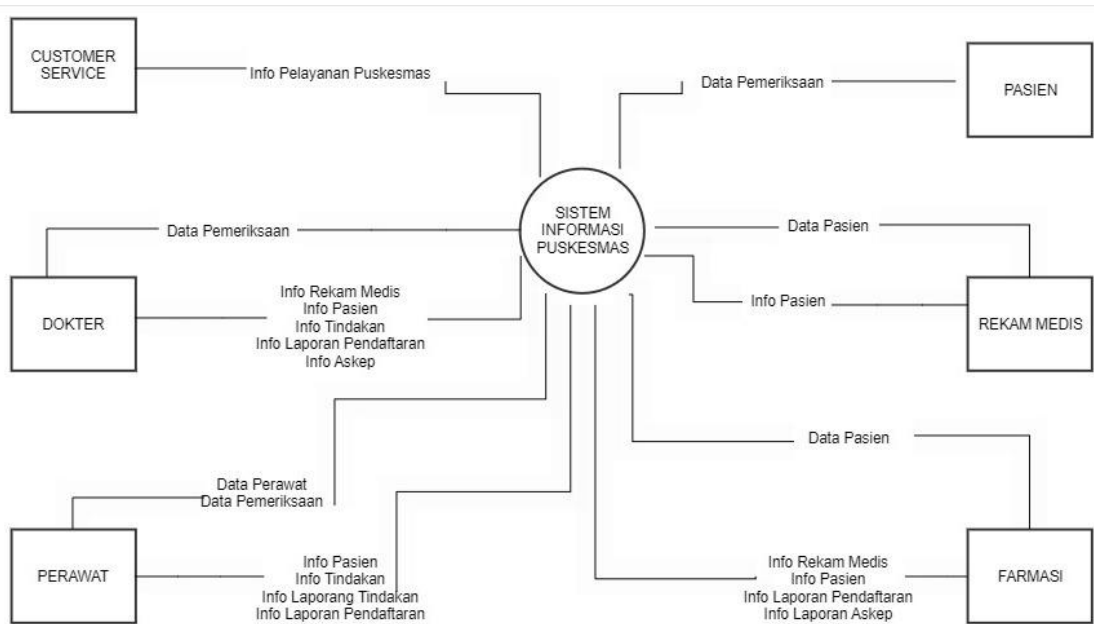 CUSTOMER
SERVICE
Info Pelayanan Puskesmas
Data Pemeriksaan
PASIEN
SISTEM
INFORMASI
PUSKESMAS
Data Pemeriksaan
DOKTER
Info Rekam Medis
Info Pasien
Info Tindakan
Info Laporan Pendaftaran
Info Askep
Data Pasien
Info Pasien
REKAM MEDIS
Data Perawat
Data Pemeriksaan
PERAWAT
Info Pasien
Info Tindakan
Info Laporang Tindakan
Info Laporan Pendaftaran
Data Pasien
Info Rekam Medis
Info Pasien
Info Laporan Pendaftaran
Info Laporan Askep
FARMASI